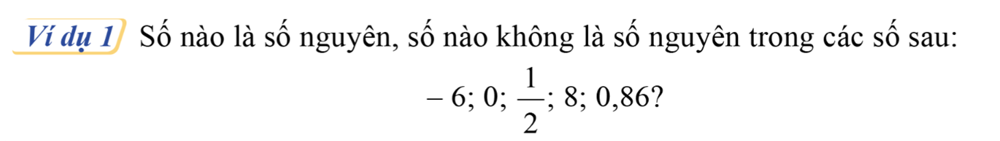 Ví dụ 1 Số nào là số nguyên, số nào không là số nguyên trong các số sau:
– 6; 0; 1/2; 8; 0,86?